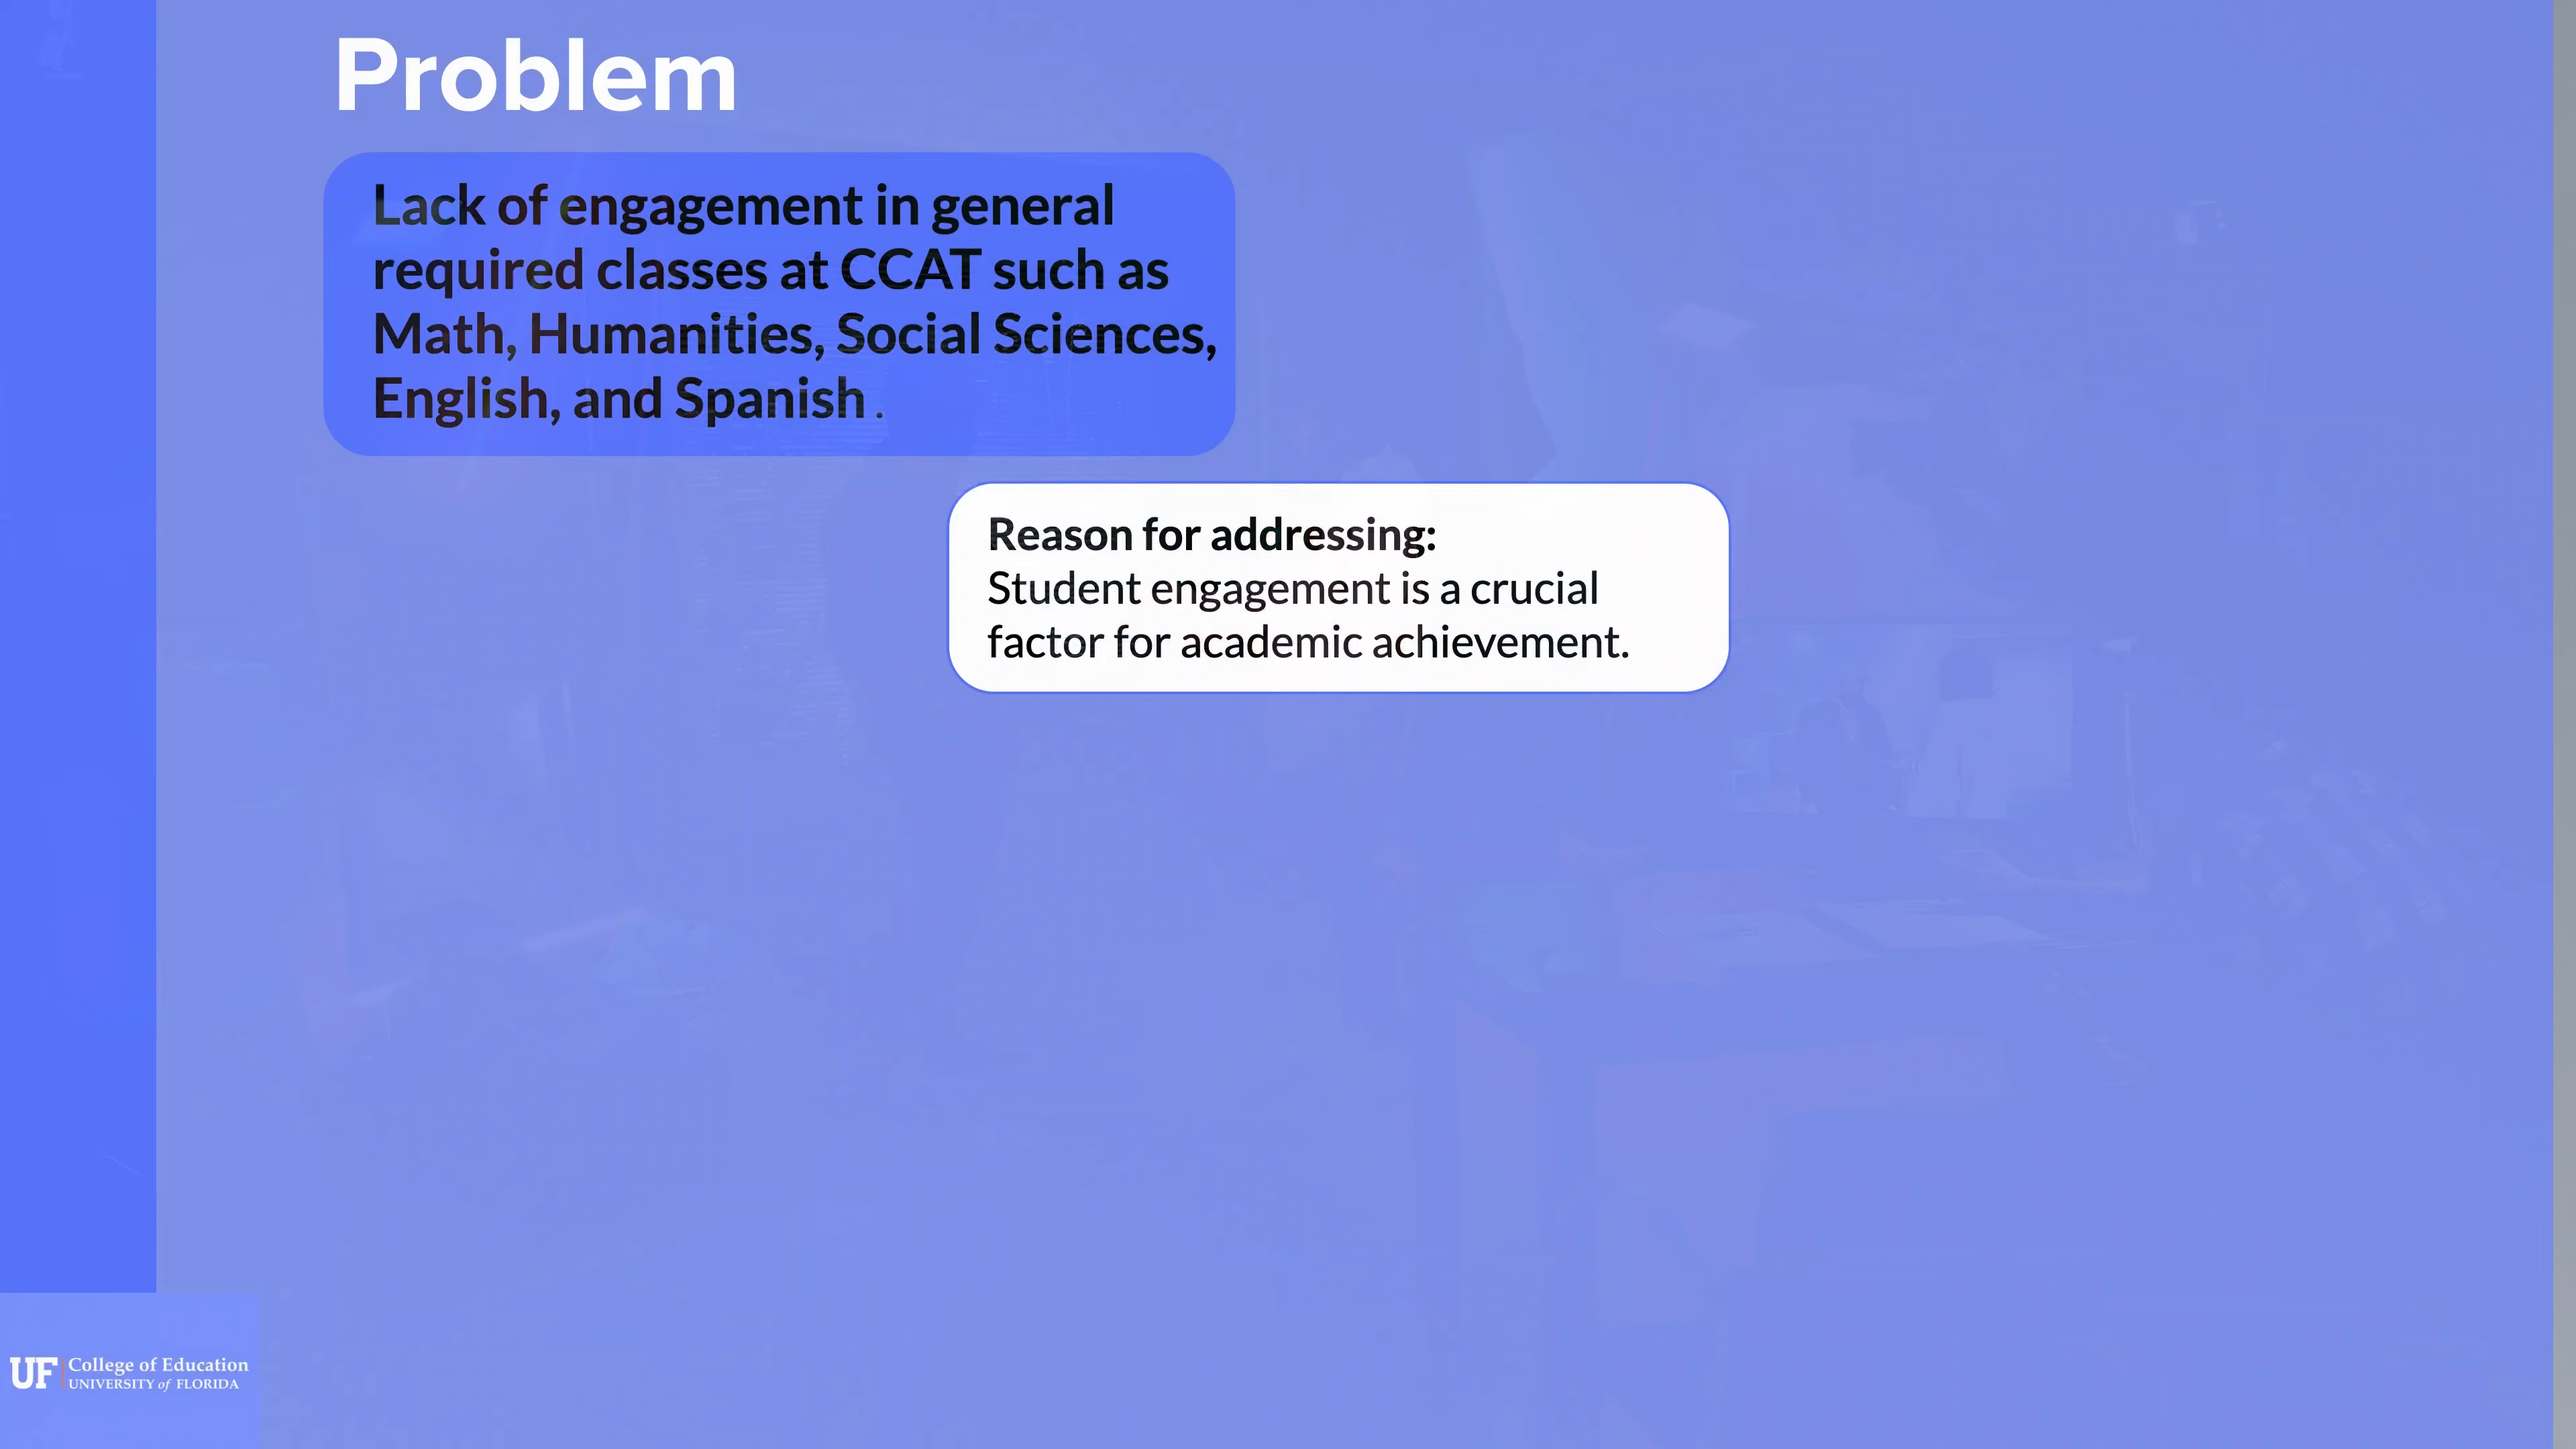 Problem
Lack of engagement in general
required classes at CCAT such as
Math, Humanities, Social Sciences,
English, and Spanish .
Reason for addressing:
Student engagement is a crucial
factor for academic achievement.
UF College of Education
UNIVERSITY of FLORIDA